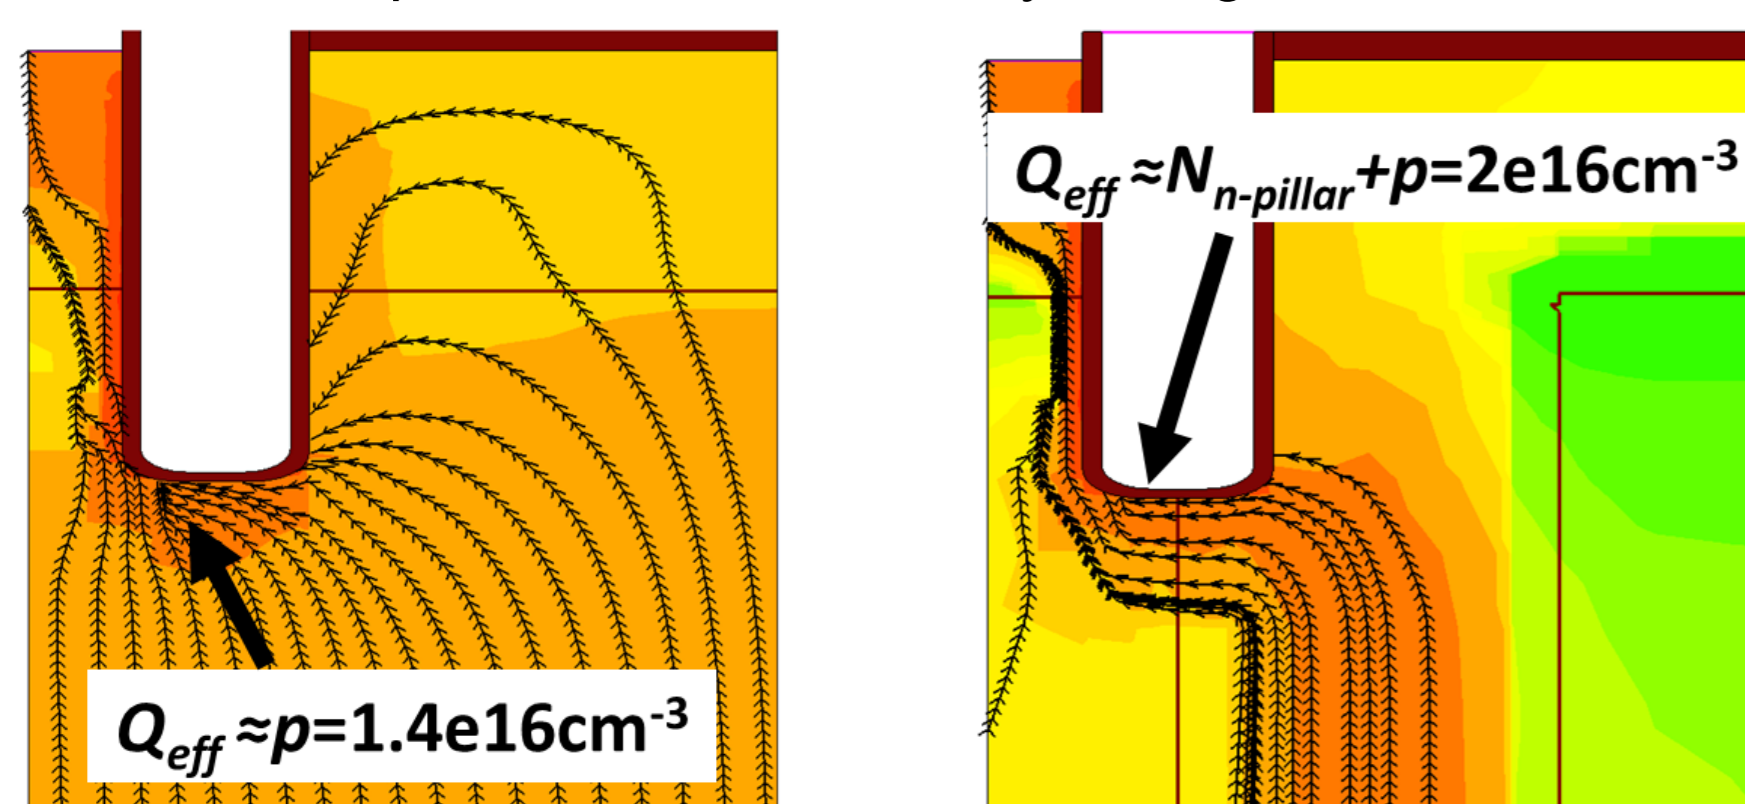 Q_eff ≈N_n-pillar+p=2e16cm^-3
Q_eff ≈p=1.4e16cm^-3